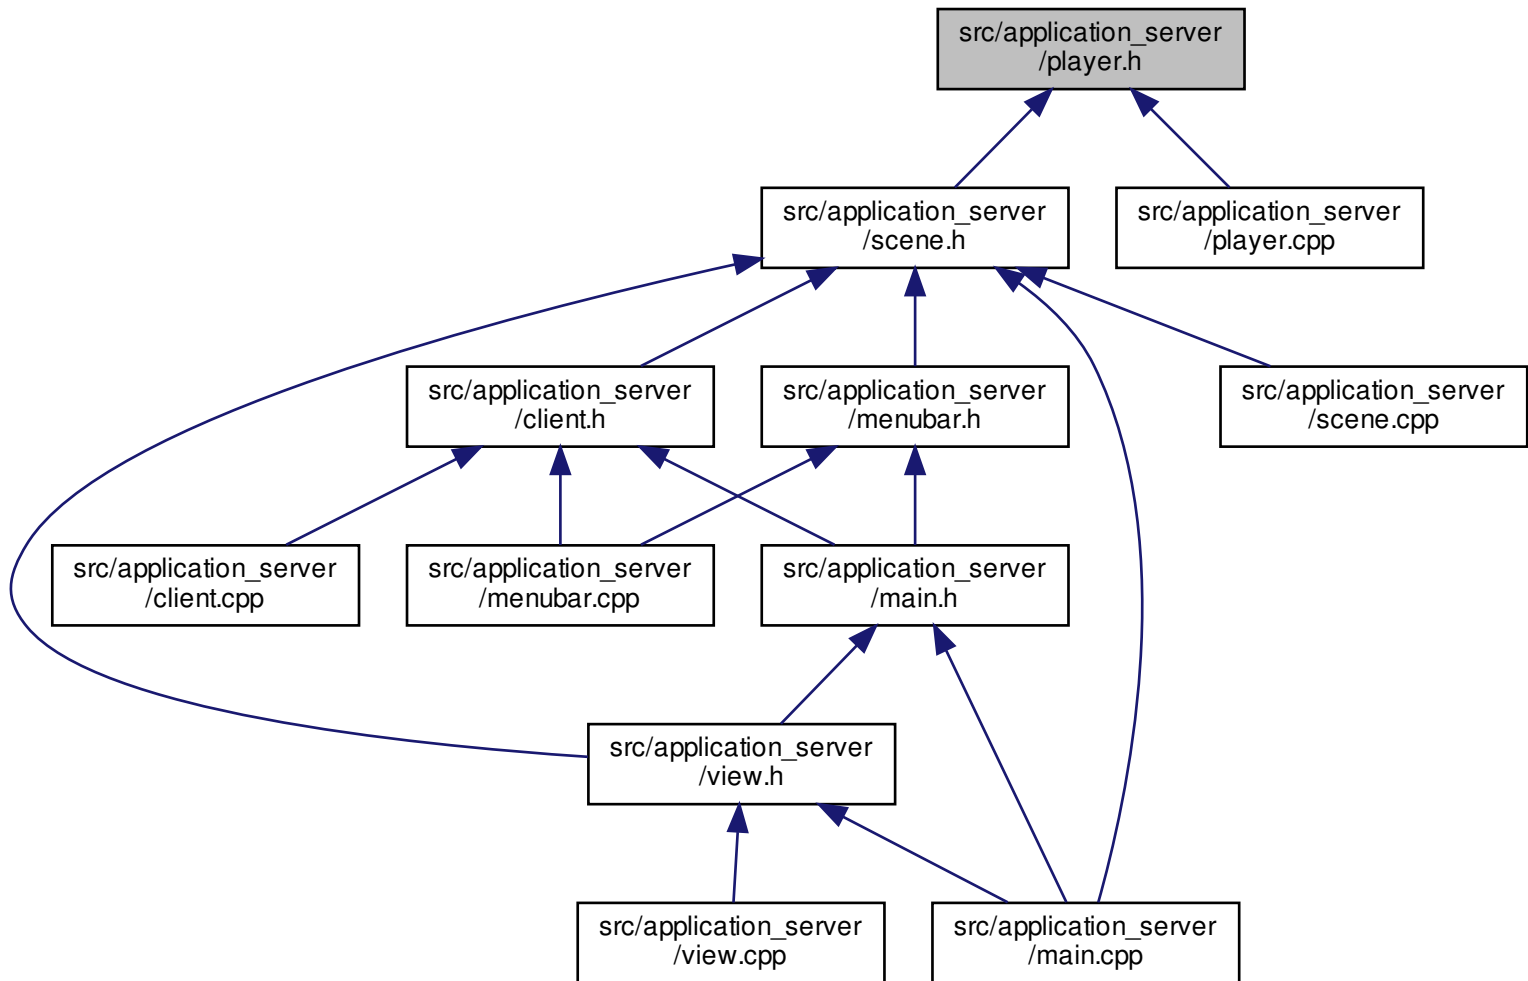 src/application_server
/player.h
src/application_server
/scene.h
src/application_server
/player.cpp
src/application_server
/client.h
src/application_server
/menubar.h
src/application_server
/scene.cpp
src/application_server
/client.cpp
src/application_server
/menubar.cpp
src/application_server
/main.h
src/application_server
/view.h
src/application_server
/view.cpp
src/application_server
/main.cpp